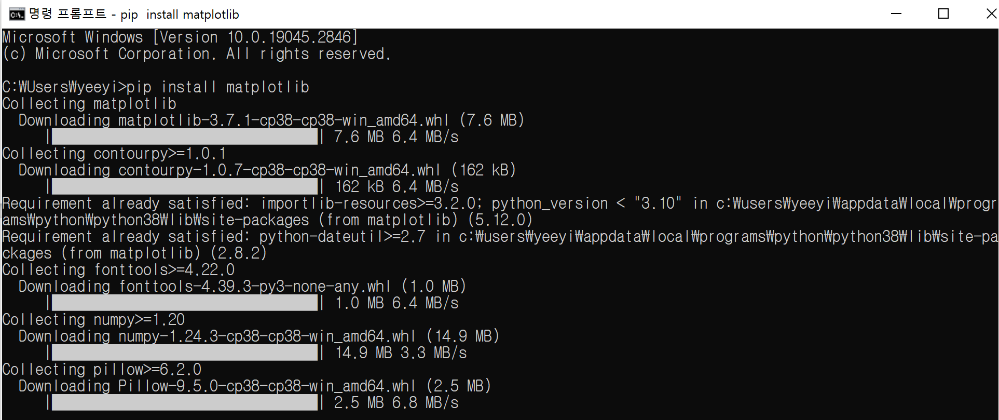 명령 프롬프트 - pip  install matplotlib
Microsoft Windows [Version 10.0.19045.2846]
(c) Microsoft Corporation. All rights reserved.
C:₩Users₩yeeyi>pip install matplotlib
Collecting matplotlib
  Downloading matplotlib-3.7.1-cp38-cp38-win_amd64.whl (7.6 MB)
     |████████████████████████████████| 7.6 MB 6.4 MB/s
Collecting contourpy>=1.0.1
  Downloading contourpy-1.0.7-cp38-cp38-win_amd64.whl (162 kB)
     |████████████████████████████████| 162 kB 6.4 MB/s
Requirement already satisfied: importlib-resources>=3.2.0; python_version < "3.10" in c:₩users₩yeeyi₩appdata₩local₩progr
ams₩python₩python38₩lib₩site-packages (from matplotlib) (5.12.0)
Requirement already satisfied: python-dateutil>=2.7 in c:₩users₩yeeyi₩appdata₩local₩programs₩python₩python38₩lib₩site-pa
ckages (from matplotlib) (2.8.2)
Collecting fonttools>=4.22.0
  Downloading fonttools-4.39.3-py3-none-any.whl (1.0 MB)
     |████████████████████████████████| 1.0 MB 6.4 MB/s
Collecting numpy>=1.20
  Downloading numpy-1.24.3-cp38-cp38-win_amd64.whl (14.9 MB)
     |████████████████████████████████| 14.9 MB 3.3 MB/s
Collecting pillow>=6.2.0
  Downloading Pillow-9.5.0-cp38-cp38-win_amd64.whl (2.5 MB)
     |████████████████████████████████| 2.5 MB 6.8 MB/s